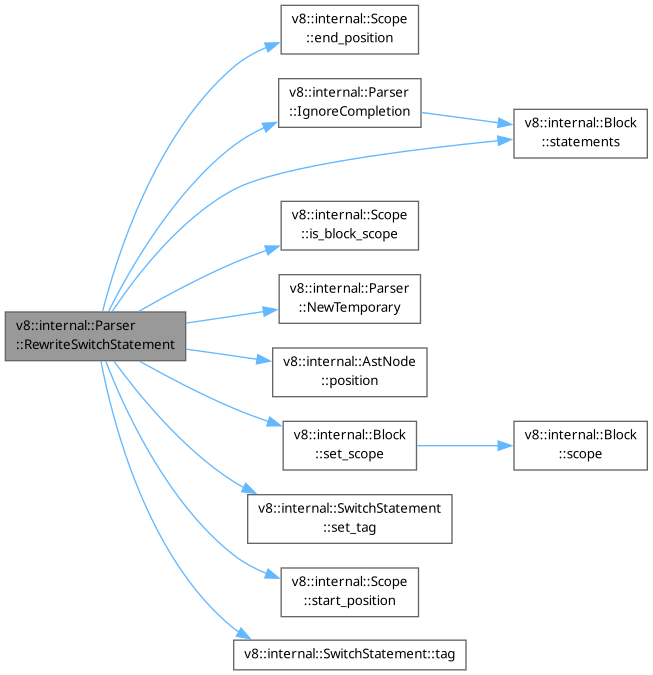 v8::internal::Scope
::end_position
v8::internal::Parser
::IgnoreCompletion
v8::internal::Block
::statements
v8::internal::Scope
::is_block_scope
v8::internal::Parser
::NewTemporary
v8::internal::Parser
::RewriteSwitchStatement
v8::internal::AstNode
::position
v8::internal::Block
::set_scope
v8::internal::Block
::scope
v8::internal::SwitchStatement
::set_tag
v8::internal::Scope
::start_position
v8::internal::SwitchStatement::tag